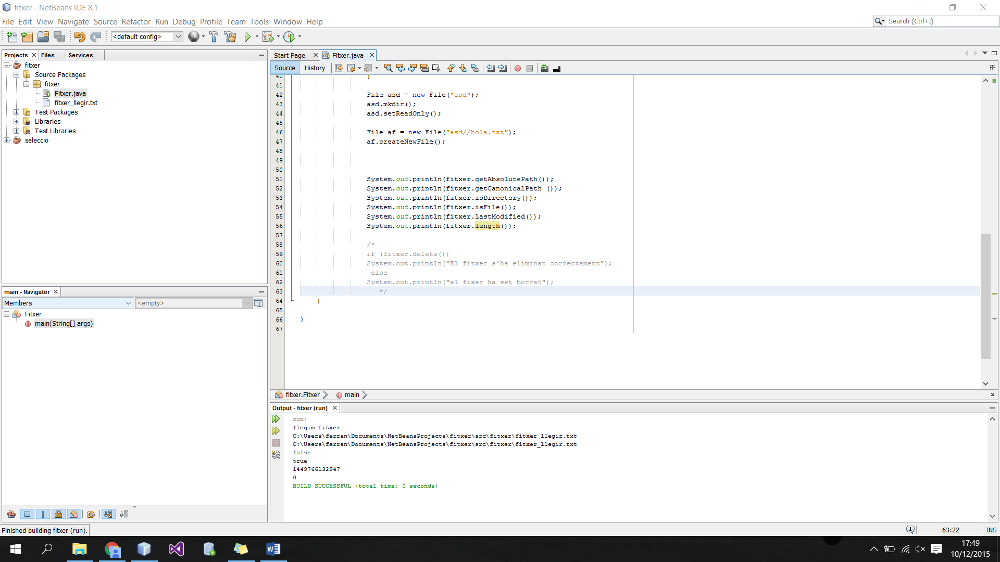 fitxer - NetBeans IDE 8.1
File Edit View Navigate Source Refactor Run Debug Profile Team Tools Window Help
Search (Ctrl+I)
<default config>
Projects
Files
Services
fitxer
Source Packages
fitxer
Fitxer.java
fitxer_llegir.txt
Test Packages
Libraries
Test Libraries
seleccio
main - Navigator
Members
<empty>
Fitxer
main(String[] args)
Start Page
Fitxer.java
Source
History
40 }
41
42 File asd = new File("asd");
43 asd.mkdir();
44 asd.setReadOnly();
45
46 File af = new File("asd//hola.txt");
47 af.createNewFile();
48
49
50
51 System.out.println(fitxer.getAbsolutePath());
52 System.out.println(fitxer.getCanonicalPath ());
53 System.out.println(fitxer.isDirectory());
54 System.out.println(fitxer.isFile());
55 System.out.println(fitxer.lastModified());
56 System.out.println(fitxer.length());
57
58 /*
59 if (fitxer.delete())
60 System.out.println("El fitxer s'ha eliminat correctament");
61 else
62 System.out.println("el fixer ha set borrat");
63 */
64 }
65
66 }
67
fitxer.Fitxer
main
Output - fitxer (run)
run:
llegim fitxer
C:\Users\ferran\Documents\NetBeansProjects\fitxer\src\fitxer\fitxer_llegir.txt
C:\Users\ferran\Documents\NetBeansProjects\fitxer\src\fitxer\fitxer_llegir.txt
false
true
1449766132947
0
BUILD SUCCESSFUL (total time: 0 seconds)
Finished building fitxer (run).
63:22
INS
17:49
10/12/2015